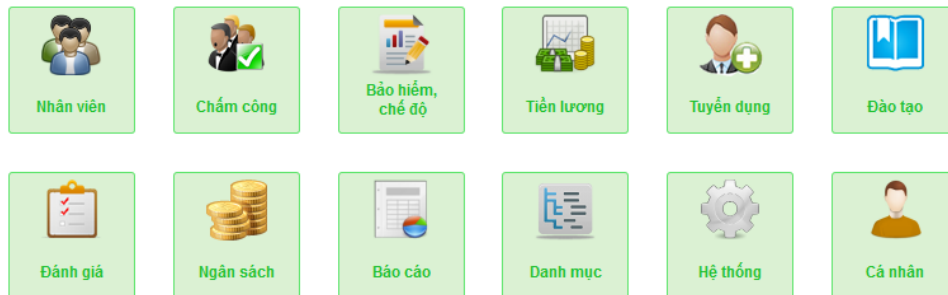 Nhân viên
Chấm công
Bảo hiểm,
chế độ
Tiền lương
Tuyển dụng
Đào tạo
Đánh giá
Ngân sách
Báo cáo
Danh mục
Hệ thống
Cá nhân